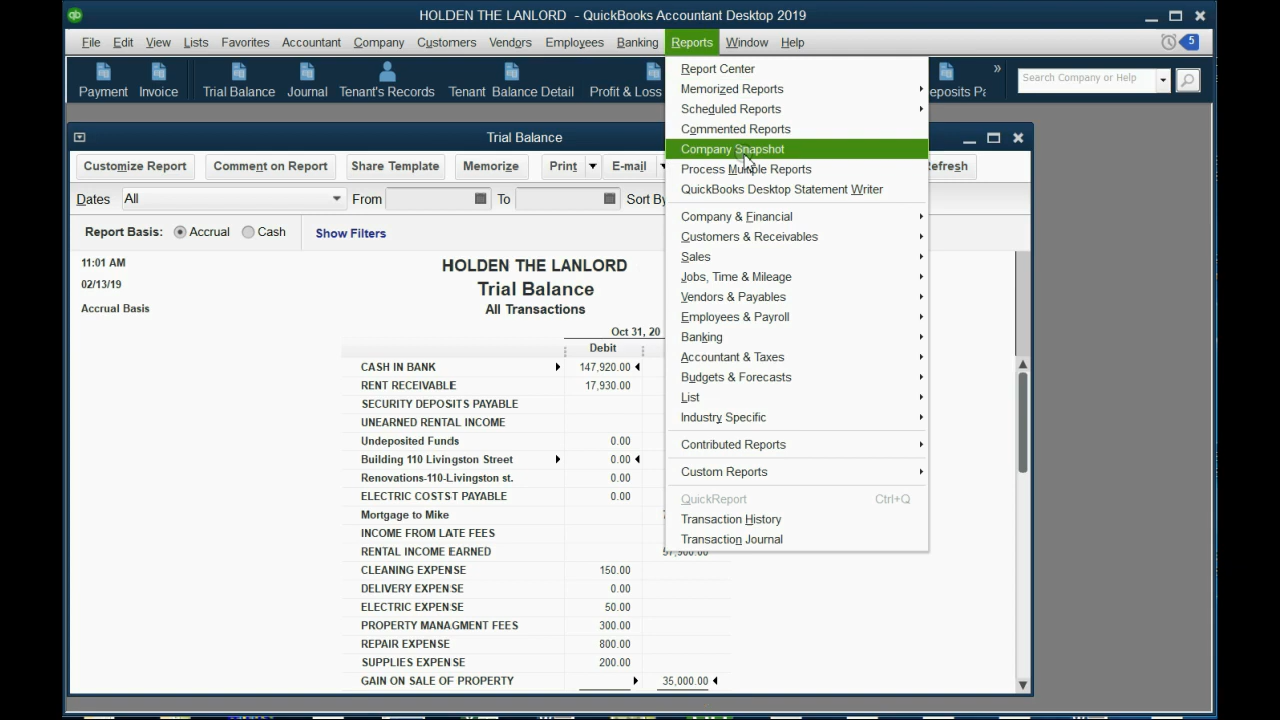 qb HOLDEN THE LANLORD - QuickBooks Accountant Desktop 2019
File Edit View Lists Favorites Accountant Company Customers Vendors Employees Banking Reports Window Help 5
Payment Invoice Trial Balance Journal Tenant's Records Tenant Balance Detail Profit & Loss eposits Pa » Search Company or Help
Report Center
Memorized Reports
Scheduled Reports
Commented Reports
Company Snapshot
Process Multiple Reports
QuickBooks Desktop Statement Writer
Company & Financial
Customers & Receivables
Sales
Jobs, Time & Mileage
Vendors & Payables
Employees & Payroll
Banking
Accountant & Taxes
Budgets & Forecasts
List
Industry Specific
Contributed Reports
Custom Reports
QuickReport Ctrl+Q
Transaction History
Transaction Journal
Trial Balance
Customize Report Comment on Report Share Template Memorize Print E-mail efresh
Dates All From To Sort By
Report Basis: Accrual Cash Show Filters
11:01 AM
02/13/19
Accrual Basis
HOLDEN THE LANLORD
Trial Balance
All Transactions
Oct 31, 20
Debit
CASH IN BANK 147,920.00
RENT RECEIVABLE 17,930.00
SECURITY DEPOSITS PAYABLE
UNEARNED RENTAL INCOME
Undeposited Funds 0.00
Building 110 Livingston Street 0.00
Renovations-110-Livingston st. 0.00
ELECTRIC COSTST PAYABLE 0.00
Mortgage to Mike
INCOME FROM LATE FEES
RENTAL INCOME EARNED 57,900.00
CLEANING EXPENSE 150.00
DELIVERY EXPENSE 0.00
ELECTRIC EXPENSE 50.00
PROPERTY MANAGMENT FEES 300.00
REPAIR EXPENSE 800.00
SUPPLIES EXPENSE 200.00
GAIN ON SALE OF PROPERTY 35,000.00